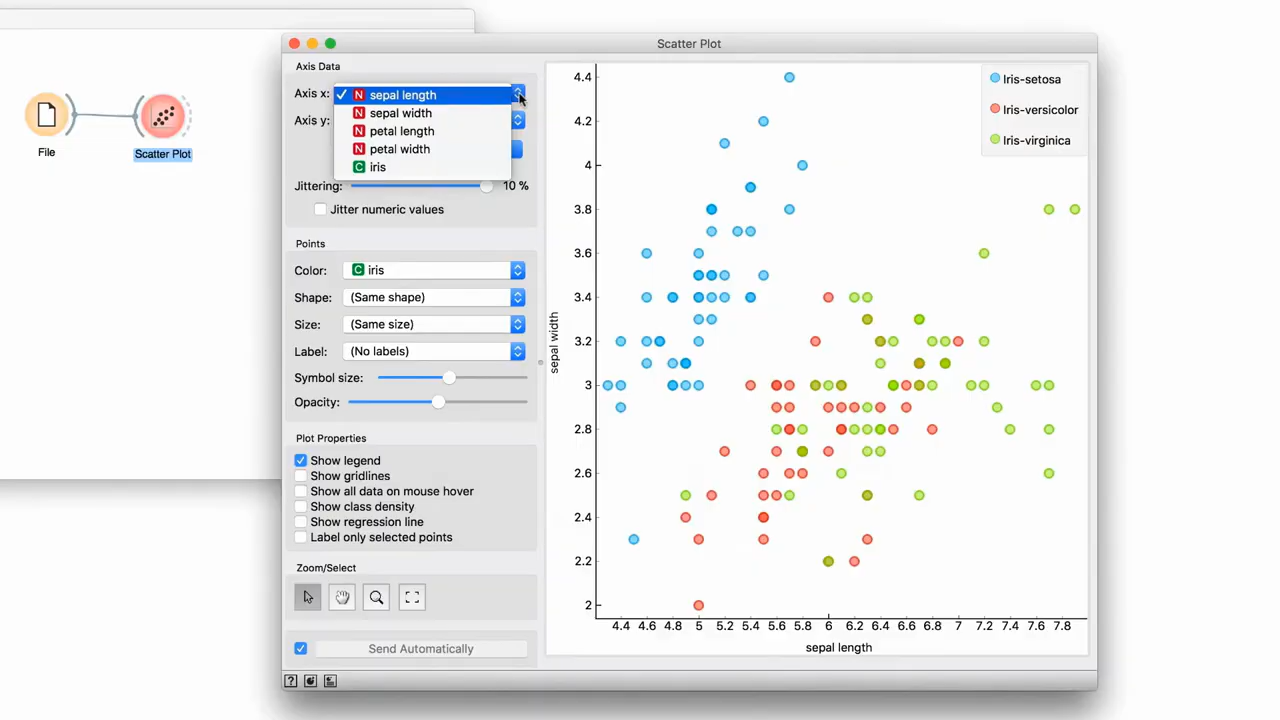 Scatter Plot
File
Scatter Plot
Axis Data
Axis x:
N sepal length
N sepal width
N petal length
N petal width
C iris
Axis y:
Jittering: 10 %
Jitter numeric values
Points
Color: C iris
Shape: (Same shape)
Size: (Same size)
Label: (No labels)
Symbol size:
Opacity:
Plot Properties
Show legend
Show gridlines
Show all data on mouse hover
Show class density
Show regression line
Label only selected points
Zoom/Select
Send Automatically
?
Iris-setosa
Iris-versicolor
Iris-virginica
4.4
4.2
4
3.8
3.6
3.4
3.2
3
2.8
2.6
2.4
2.2
2
sepal width
4.4 4.6 4.8 5 5.2 5.4 5.6 5.8 6 6.2 6.4 6.6 6.8 7 7.2 7.4 7.6 7.8
sepal length